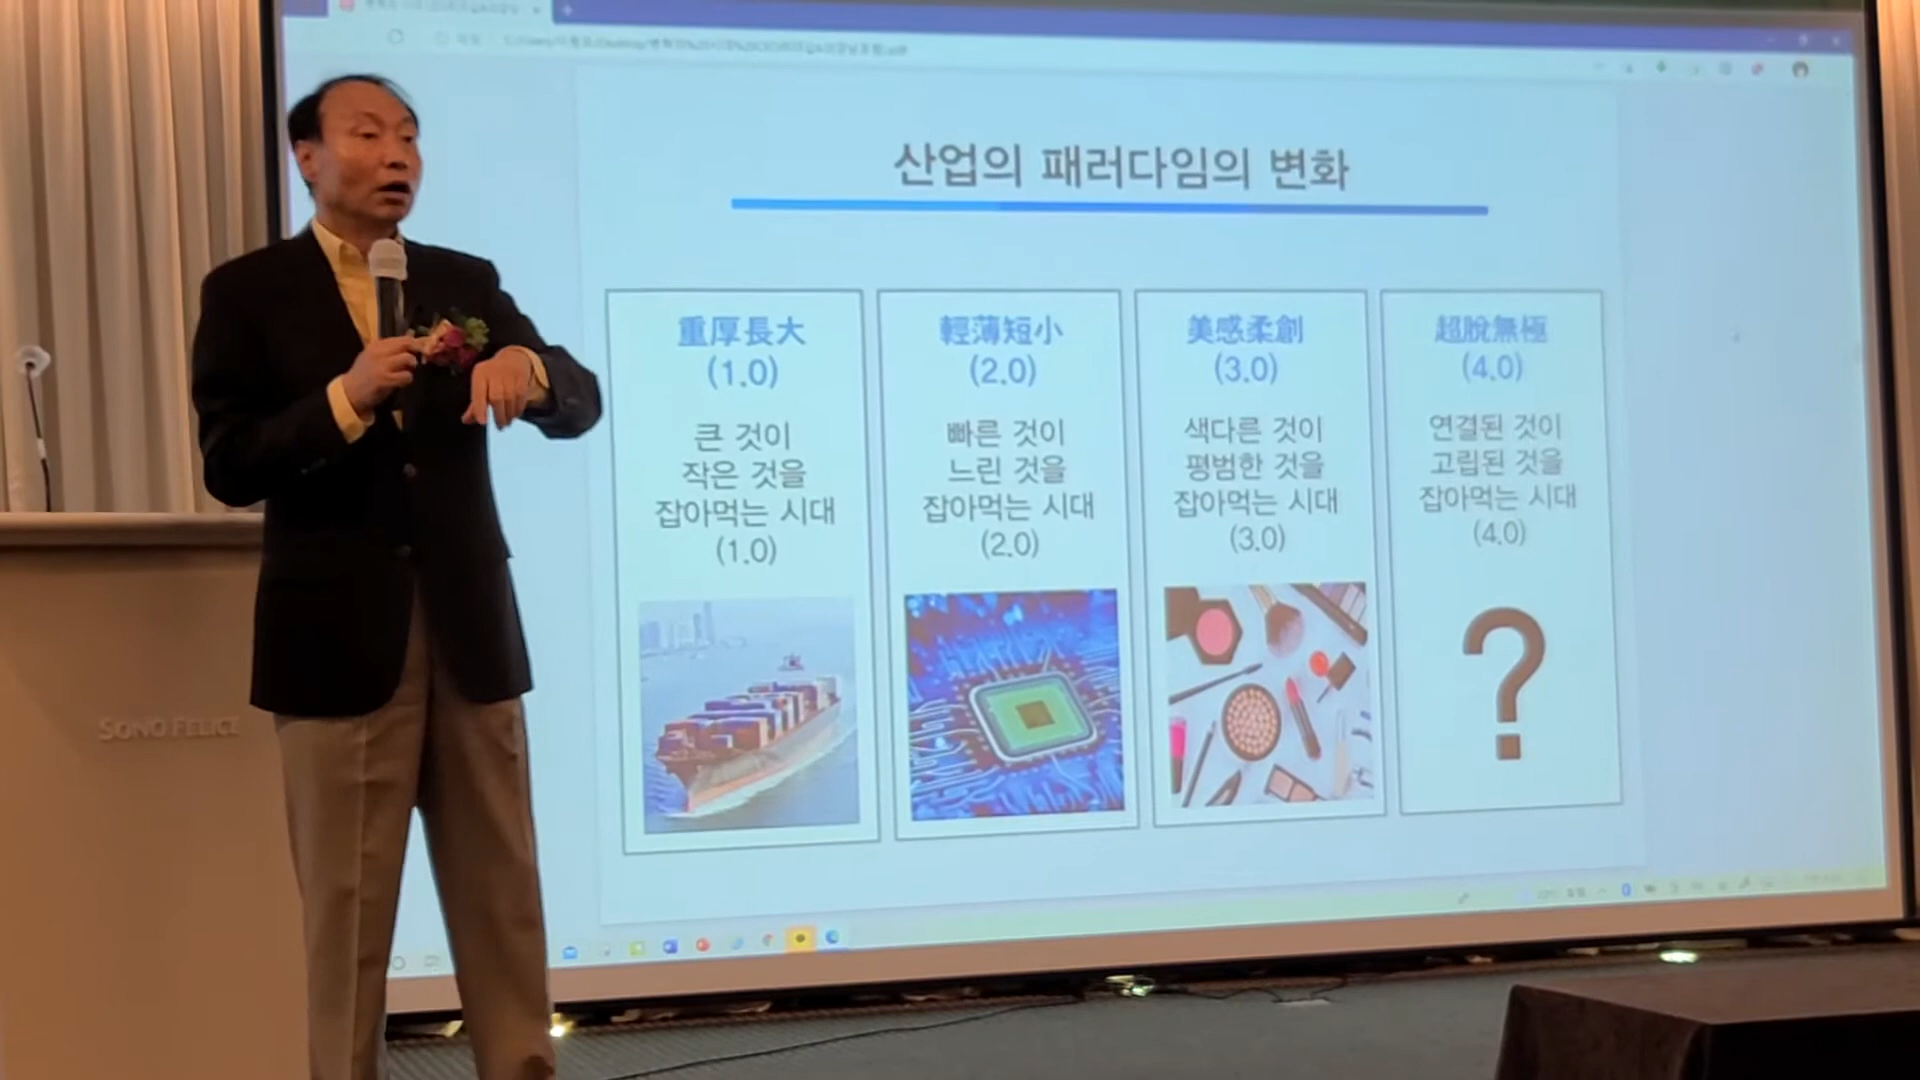 산업의 패러다임의 변화
重厚長大
(1.0)
큰 것이
작은 것을
잡아먹는 시대
(1.0)
輕薄短小
(2.0)
빠른 것이
느린 것을
잡아먹는 시대
(2.0)
美感柔創
(3.0)
색다른 것이
평범한 것을
잡아먹는 시대
(3.0)
超脫無極
(4.0)
연결된 것이
고립된 것을
잡아먹는 시대
(4.0)
?
SONO FELICE